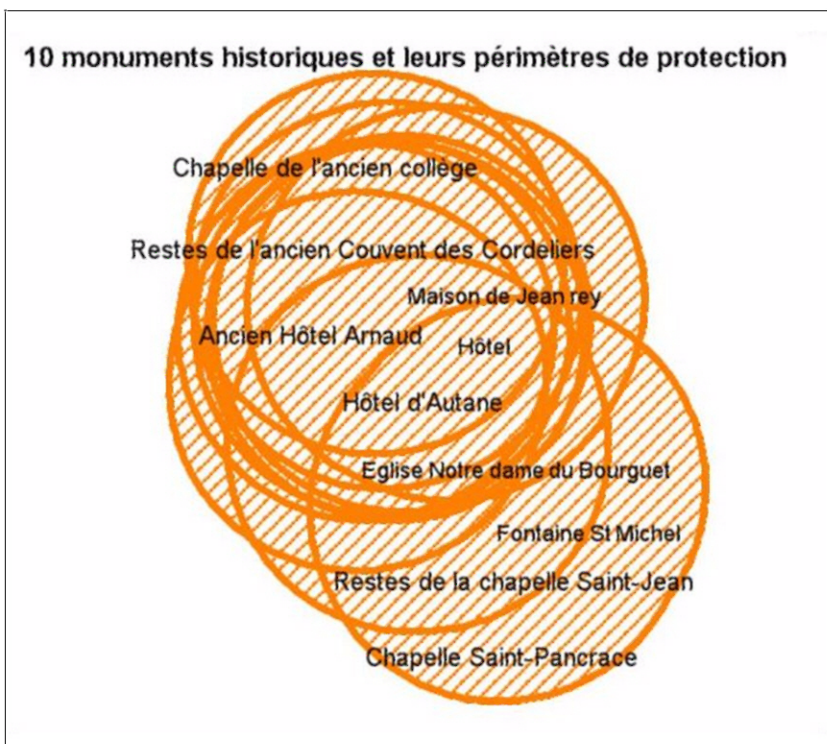 10 monuments historiques et leurs périmètres de protection
Chapelle de l'ancien collège
Restes de l'ancien Couvent des Cordeliers
Maison de Jean rey
Ancien Hôtel Arnaud
Hôtel
Hôtel d'Autane
Eglise Notre dame du Bourguet
Fontaine St Michel
Restes de la chapelle Saint-Jean
Chapelle Saint-Pancrace